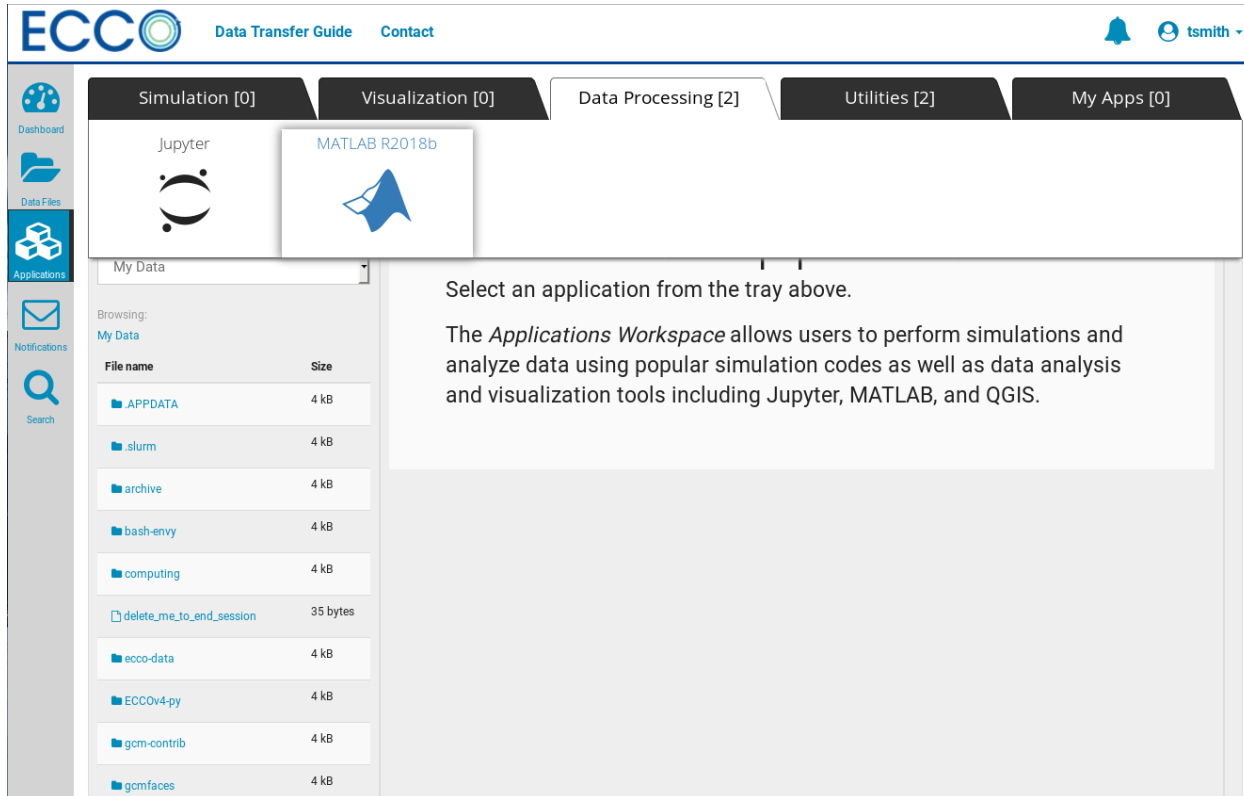 ECCO Data Transfer Guide Contact tsmith
Simulation [0] Visualization [0] Data Processing [2] Utilities [2] My Apps [0]
Jupyter MATLAB R2018b
Dashboard
Data Files
Applications
Notifications
Search
My Data
Browsing:
My Data
File name Size
.APPDATA 4 kB
.slurm 4 kB
archive 4 kB
bash-envy 4 kB
computing 4 kB
delete_me_to_end_session 35 bytes
ecco-data 4 kB
ECCOv4-py 4 kB
gcm-contrib 4 kB
gcmfaces 4 kB
Select an application from the tray above.
The Applications Workspace allows users to perform simulations and
analyze data using popular simulation codes as well as data analysis
and visualization tools including Jupyter, MATLAB, and QGIS.